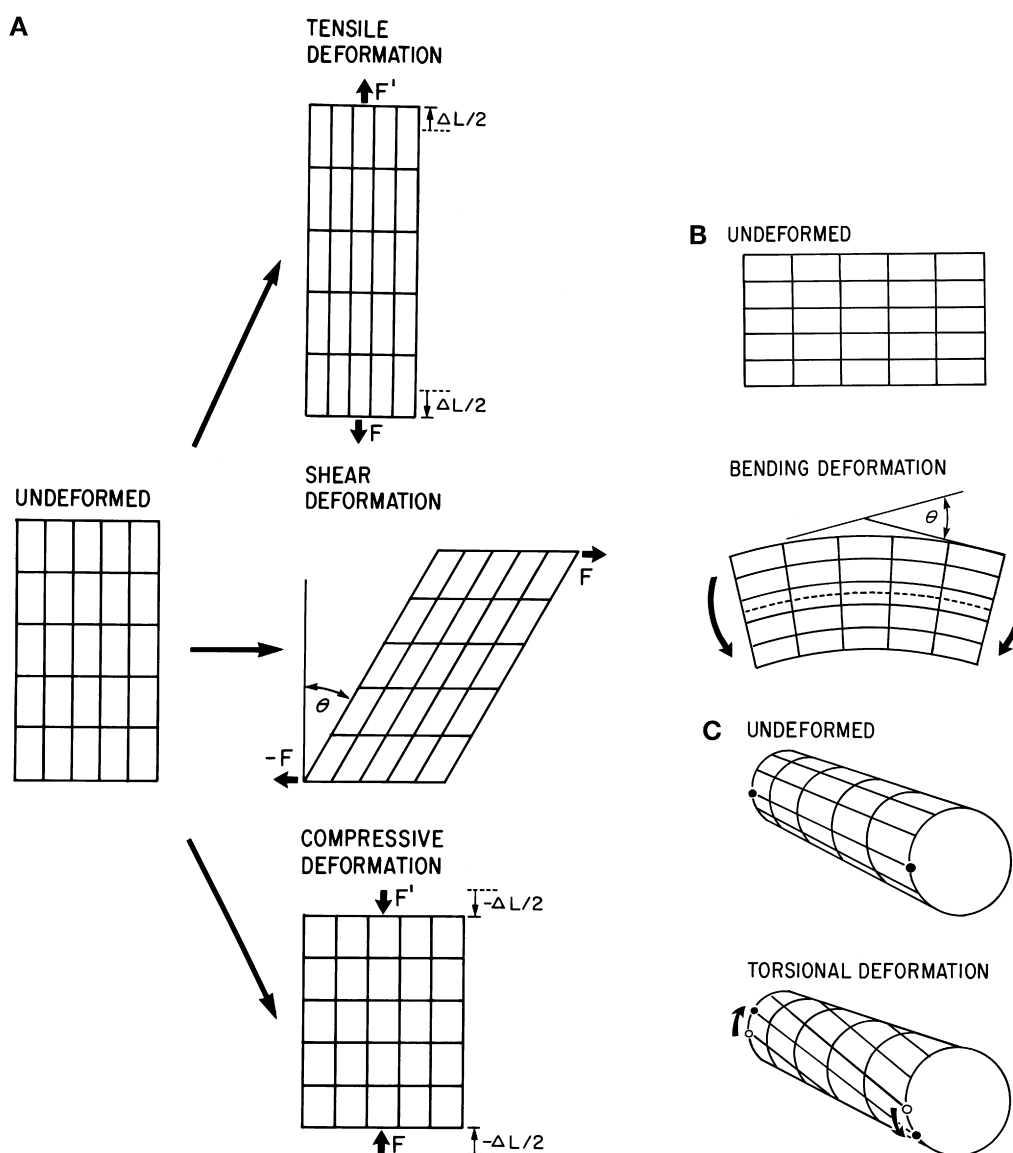 A
TENSILE
DEFORMATION
F'
ΔL/2
ΔL/2
F
UNDEFORMED
SHEAR
DEFORMATION
F
θ
-F
COMPRESSIVE
DEFORMATION
F'
-ΔL/2
F
-ΔL/2
B UNDEFORMED
BENDING DEFORMATION
θ
C UNDEFORMED
TORSIONAL DEFORMATION